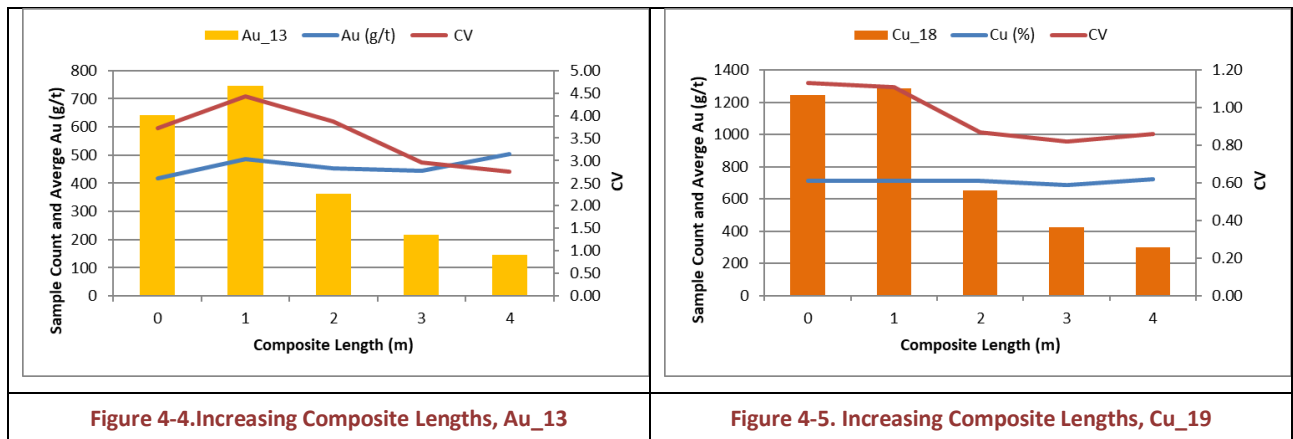 Au_13 Au (g/t) CV
800
700
600
500
400
300
200
100
0
Sample Count and Averge Au (g/t)
5.00
4.50
4.00
3.50
3.00
2.50
2.00
1.50
1.00
0.50
0.00
CV
0 1 2 3 4
Composite Length (m)
Figure 4-4.Increasing Composite Lengths, Au_13
Cu_18 Cu (%) CV
1400
1200
1000
800
600
400
200
0
Sample Count and Averge Au (g/t)
1.20
1.00
0.80
0.60
0.40
0.20
0.00
CV
0 1 2 3 4
Composite Length (m)
Figure 4-5. Increasing Composite Lengths, Cu_19